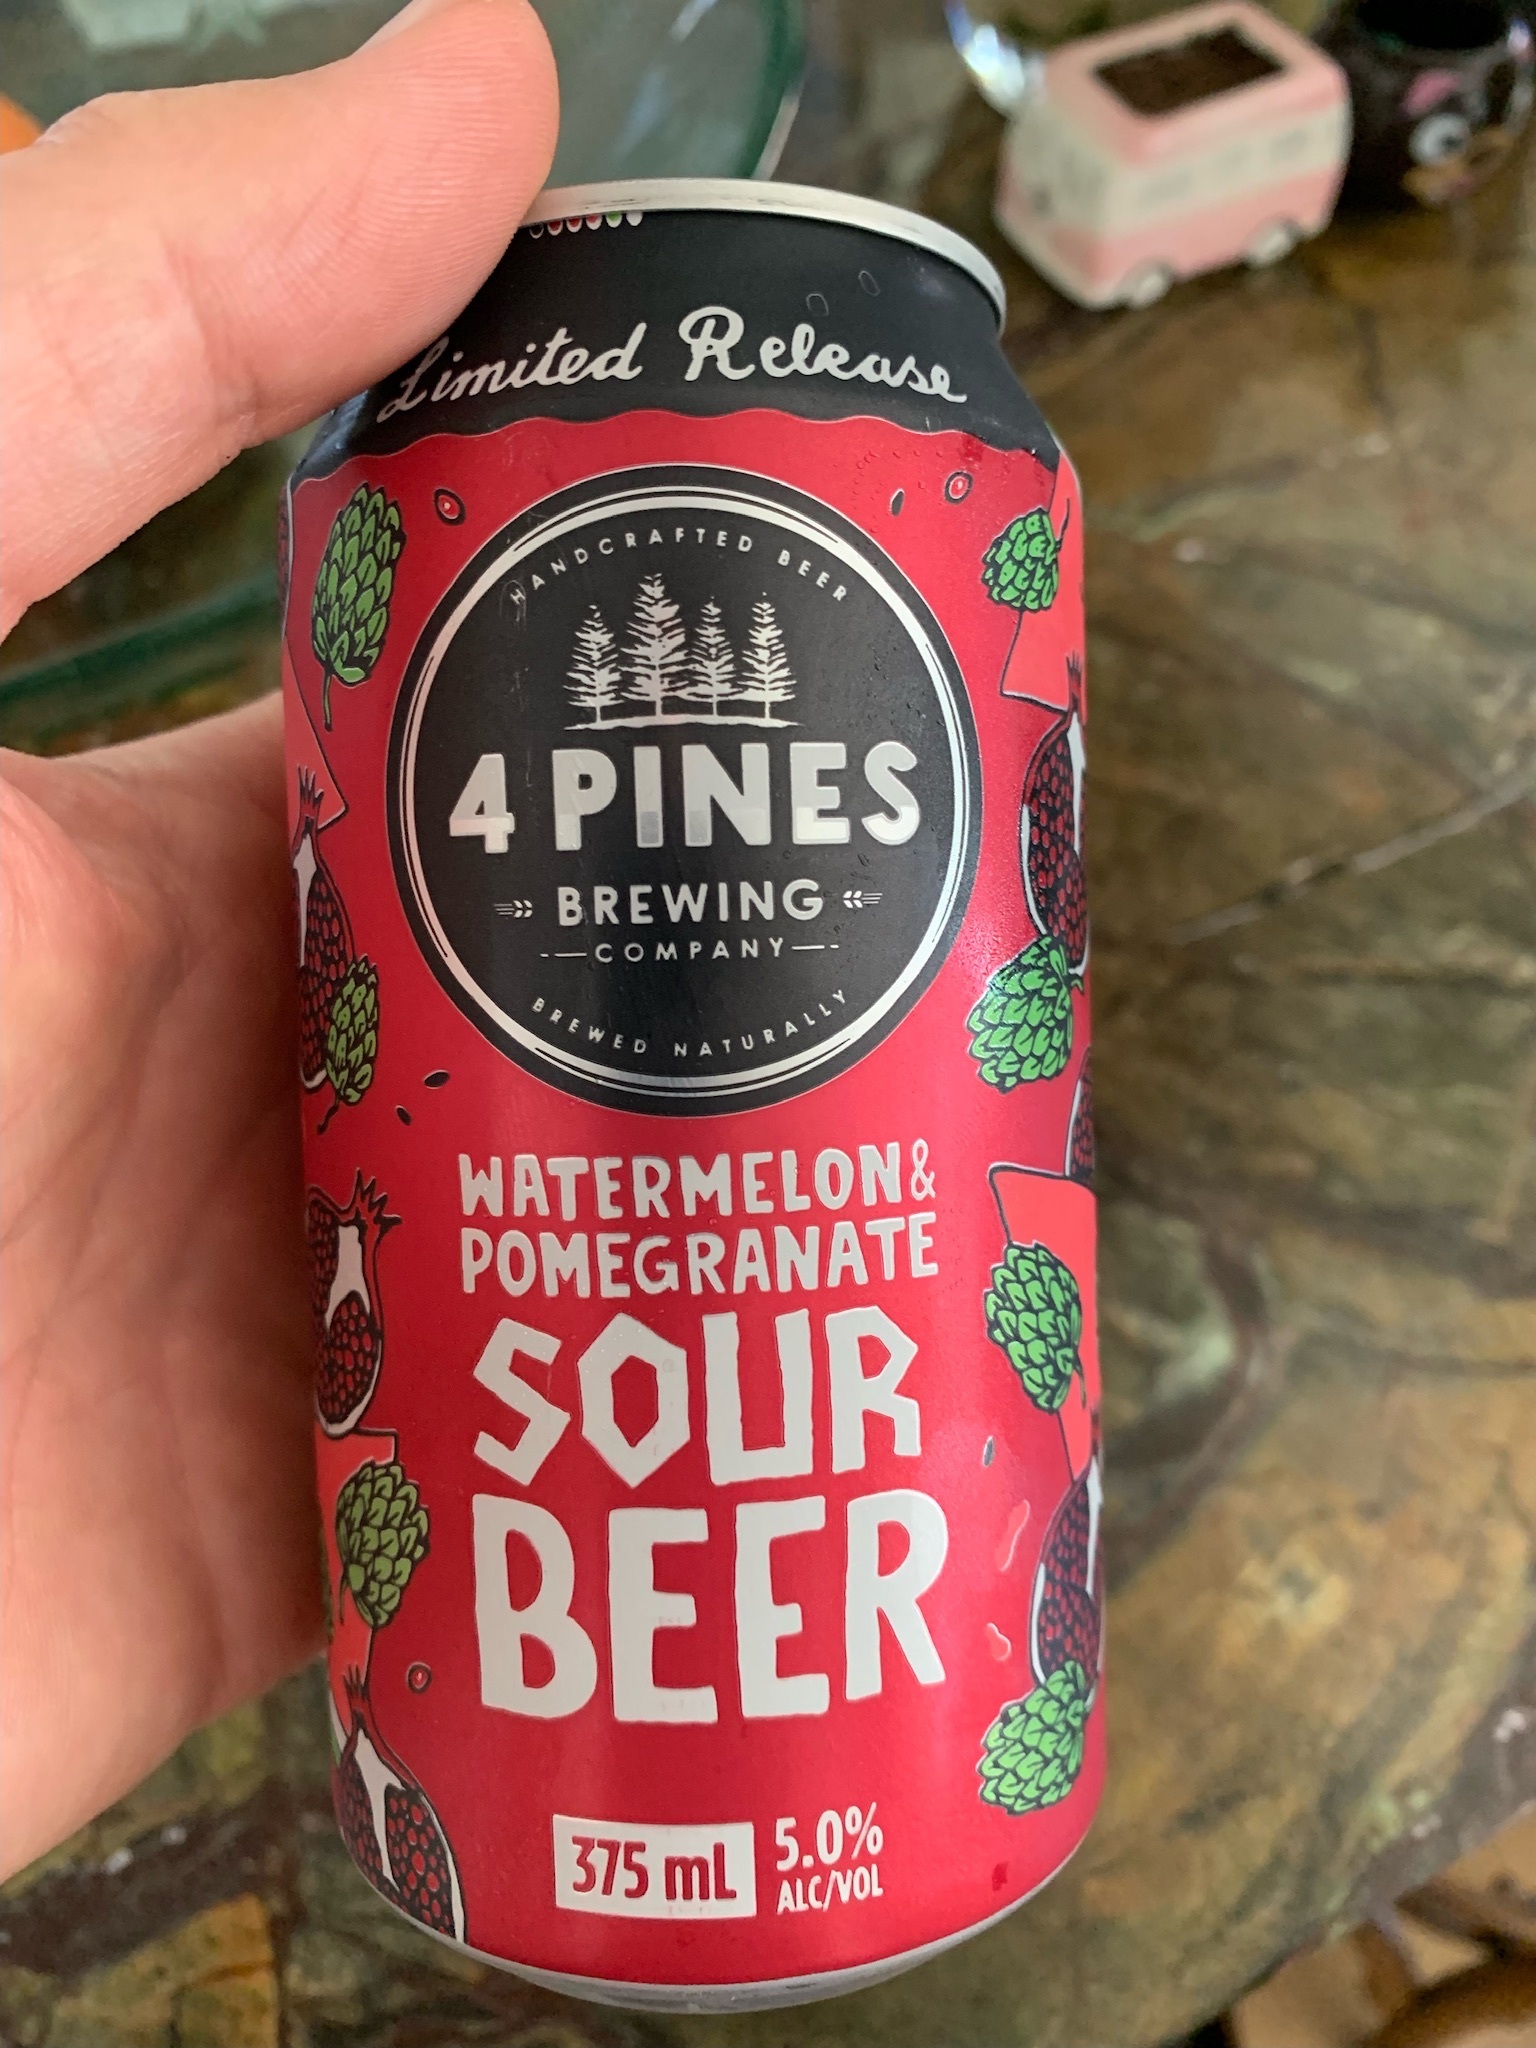 Limited Release
HANDCRAFTED BEER
4 PINES
BREWING
COMPANY
BREWED NATURALLY
WATERMELON &
POMEGRANATE
SOUR
BEER
375 mL
5.0%
ALC/VOL